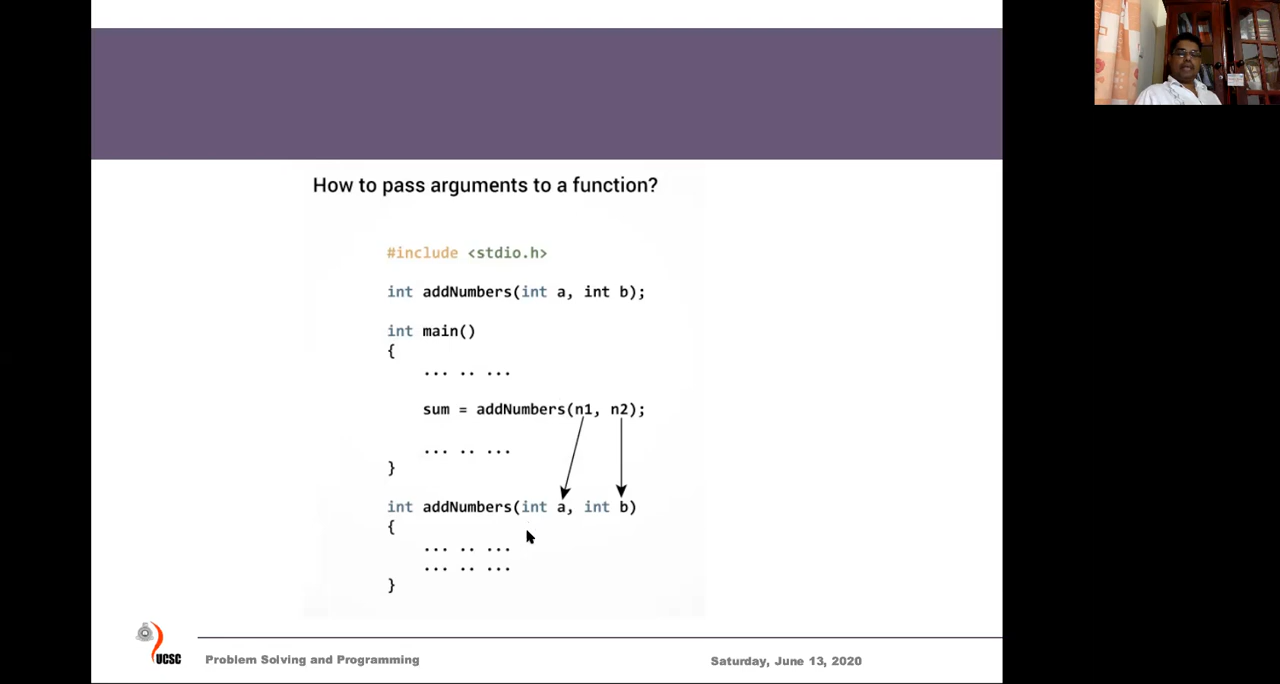 How to pass arguments to a function?
#include <stdio.h>
int addNumbers(int a, int b);
int main()
{
... .. ...
sum = addNumbers(n1, n2);
... .. ...
}
int addNumbers(int a, int b)
{
... .. ...
... .. ...
}
UCSC
Problem Solving and Programming
Saturday, June 13, 2020